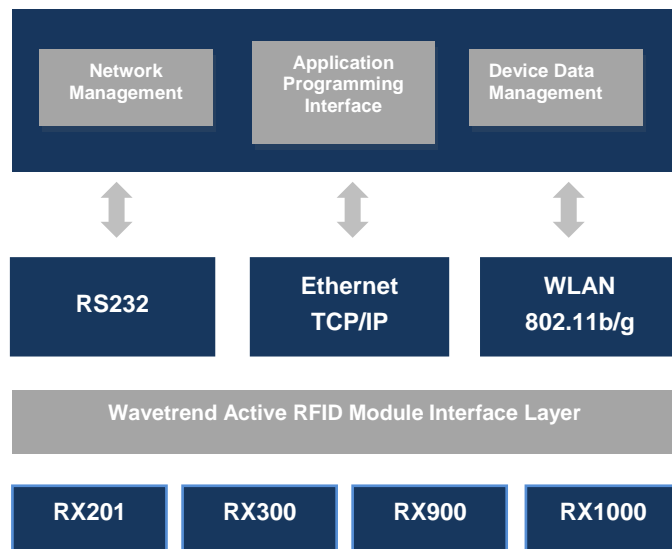 Network
Management
Application
Programming
Interface
Device Data
Management
RS232
Ethernet
TCP/IP
WLAN
802.11b/g
Wavetrend Active RFID Module Interface Layer
RX201
RX300
RX900
RX1000